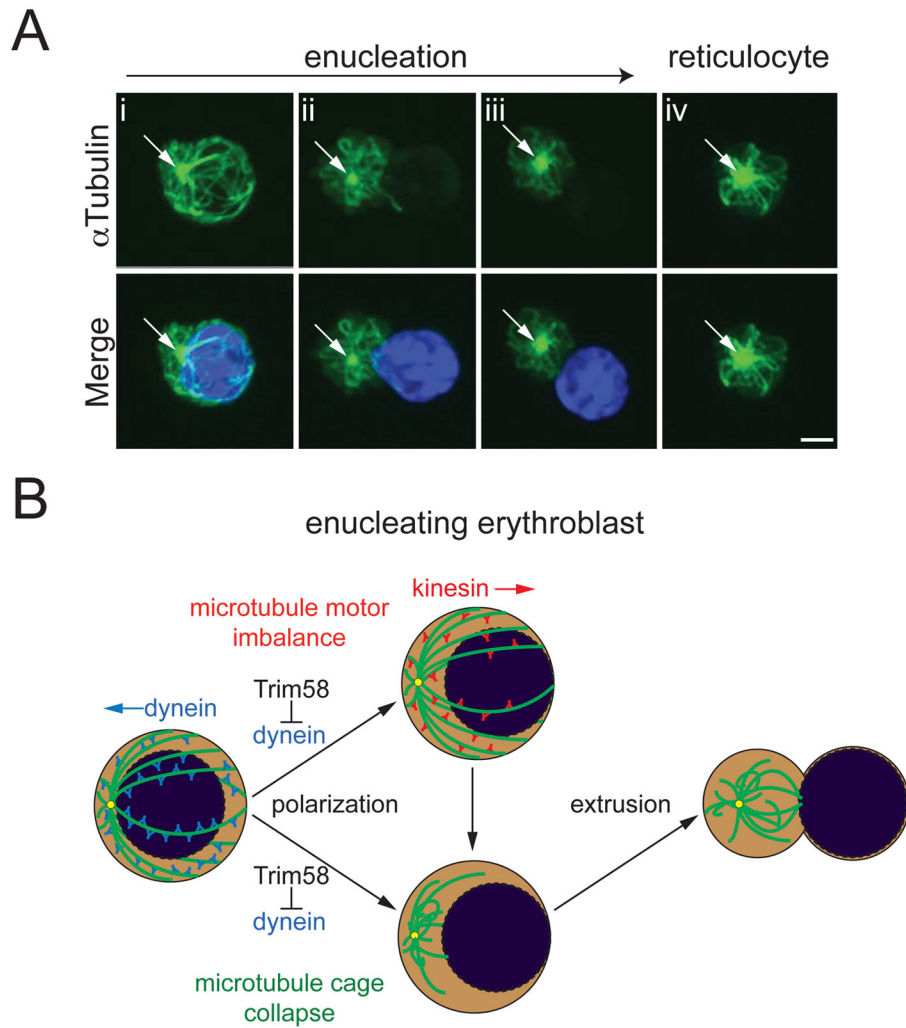 A
enucleation
reticulocyte
i
ii
iii
iv
αTubulin
Merge
B
enucleating erythroblast
kinesin
microtubule motor
imbalance
Trim58
dynein
dynein
polarization
extrusion
Trim58
dynein
microtubule cage
collapse